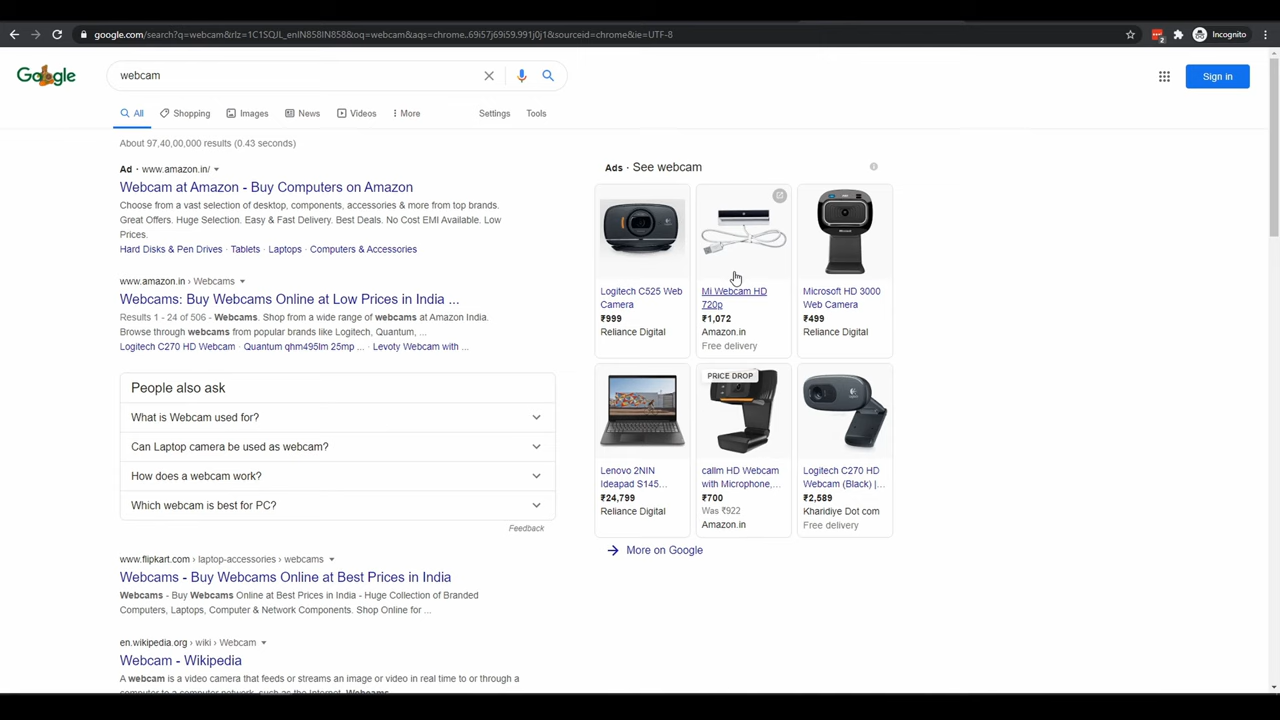 google.com/search?q=webcam&rlz=1C1SQJL_enIN858IN858&oq=webcam&aqs=chrome..69i57j69i59.991j0j1&sourceid=chrome&ie=UTF-8
2
Incognito
Google
webcam
Sign in
All
Shopping
Images
News
Videos
More
Settings
Tools
About 97,40,00,000 results (0.43 seconds)
Ad · www.amazon.in/
Webcam at Amazon - Buy Computers on Amazon
Choose from a vast selection of desktop, components, accessories & more from top brands.
Great Offers. Huge Selection. Easy & Fast Delivery. Best Deals. No Cost EMI Available. Low
Prices.
Hard Disks & Pen Drives · Tablets · Laptops · Computers & Accessories
www.amazon.in › Webcams
Webcams: Buy Webcams Online at Low Prices in India ...
Results 1 - 24 of 506 - Webcams. Shop from a wide range of webcams at Amazon India.
Browse through webcams from popular brands like Logitech, Quantum, ...
Logitech C270 HD Webcam · Quantum qhm495lm 25mp ... · Levoty Webcam with ...
People also ask
What is Webcam used for?
Can Laptop camera be used as webcam?
How does a webcam work?
Which webcam is best for PC?
Feedback
www.flipkart.com › laptop-accessories › webcams
Webcams - Buy Webcams Online at Best Prices in India
Webcams - Buy Webcams Online at Best Prices in India - Huge Collection of Branded
Computers, Laptops, Computer & Network Components. Shop Online for ...
en.wikipedia.org › wiki › Webcam
Webcam - Wikipedia
A webcam is a video camera that feeds or streams an image or video in real time to or through a
computer to a computer network, such as the Internet. Webcams
Ads · See webcam
Logitech C525 Web
Camera
₹999
Reliance Digital
Mi Webcam HD
720p
₹1,072
Amazon.in
Free delivery
Microsoft HD 3000
Web Camera
₹499
Reliance Digital
Lenovo 2NIN
Ideapad S145...
₹24,799
Reliance Digital
PRICE DROP
callm HD Webcam
with Microphone,...
₹700
Was ₹922
Amazon.in
Logitech C270 HD
Webcam (Black) |...
₹2,589
Kharidiye Dot com
Free delivery
More on Google